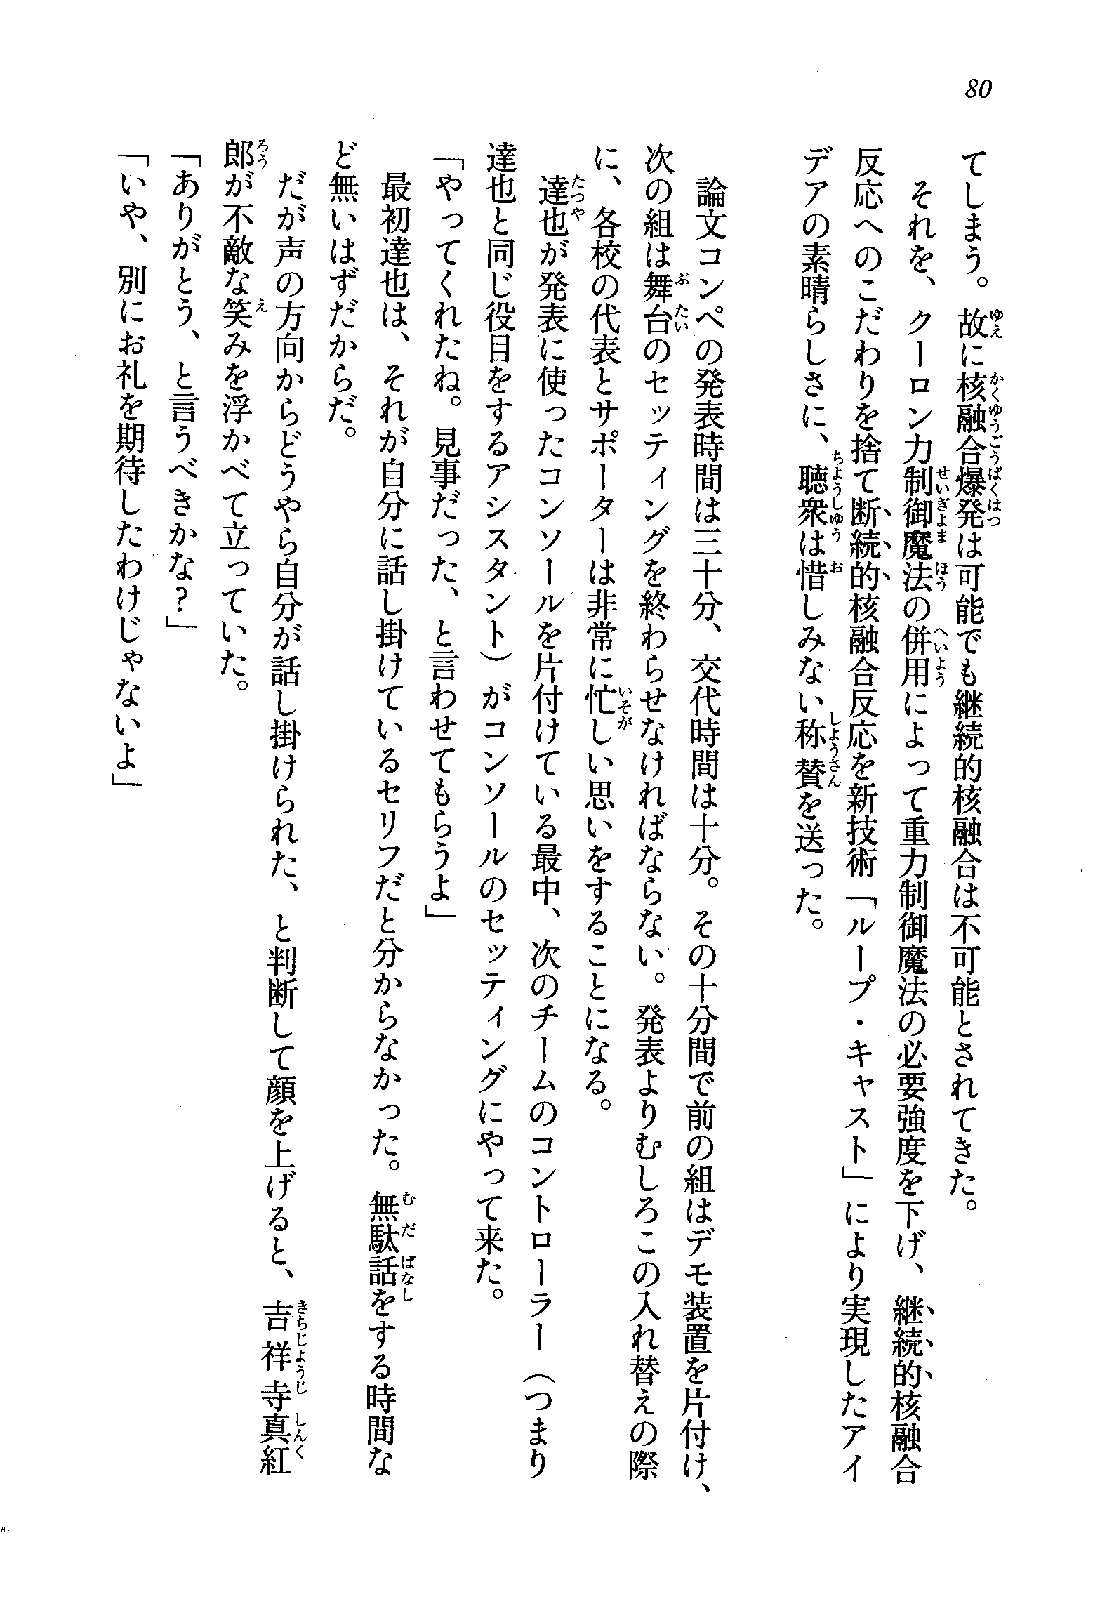 80
てしまう。故に核融合爆発は可能でも継続的核融合は不可能とされてきた。
　それを、クーロン力制御魔法の併用によって重力制御魔法の必要強度を下げ、継続的核融合
反応へのこだわりを捨て断続的核融合反応を新技術「ループ・キャスト」により実現したアイ
デアの素晴らしさに、聴衆は惜しみない称賛を送った。
　論文コンペの発表時間は三十分、交代時間は十分。その十分間で前の組はデモ装置を片付け、
次の組は舞台のセッティングを終わらせなければならない。発表よりむしろこの入れ替えの際
に、各校の代表とサポーターは非常に忙しい思いをすることになる。
　達也が発表に使ったコンソールを片付けている最中、次のチームのコントローラー（つまり
達也と同じ役目をするアシスタント）がコンソールのセッティングにやって来た。
「やってくれたね。見事だった、と言わせてもらうよ」
　最初達也は、それが自分に話し掛けているセリフだと分からなかった。無駄話をする時間な
ど無いはずだからだ。
　だが声の方向からどうやら自分が話し掛けられた、と判断して顔を上げると、吉祥寺真紅
郎が不敵な笑みを浮かべて立っていた。
「ありがとう、と言うべきかな？」
「いや、別にお礼を期待したわけじゃないよ」